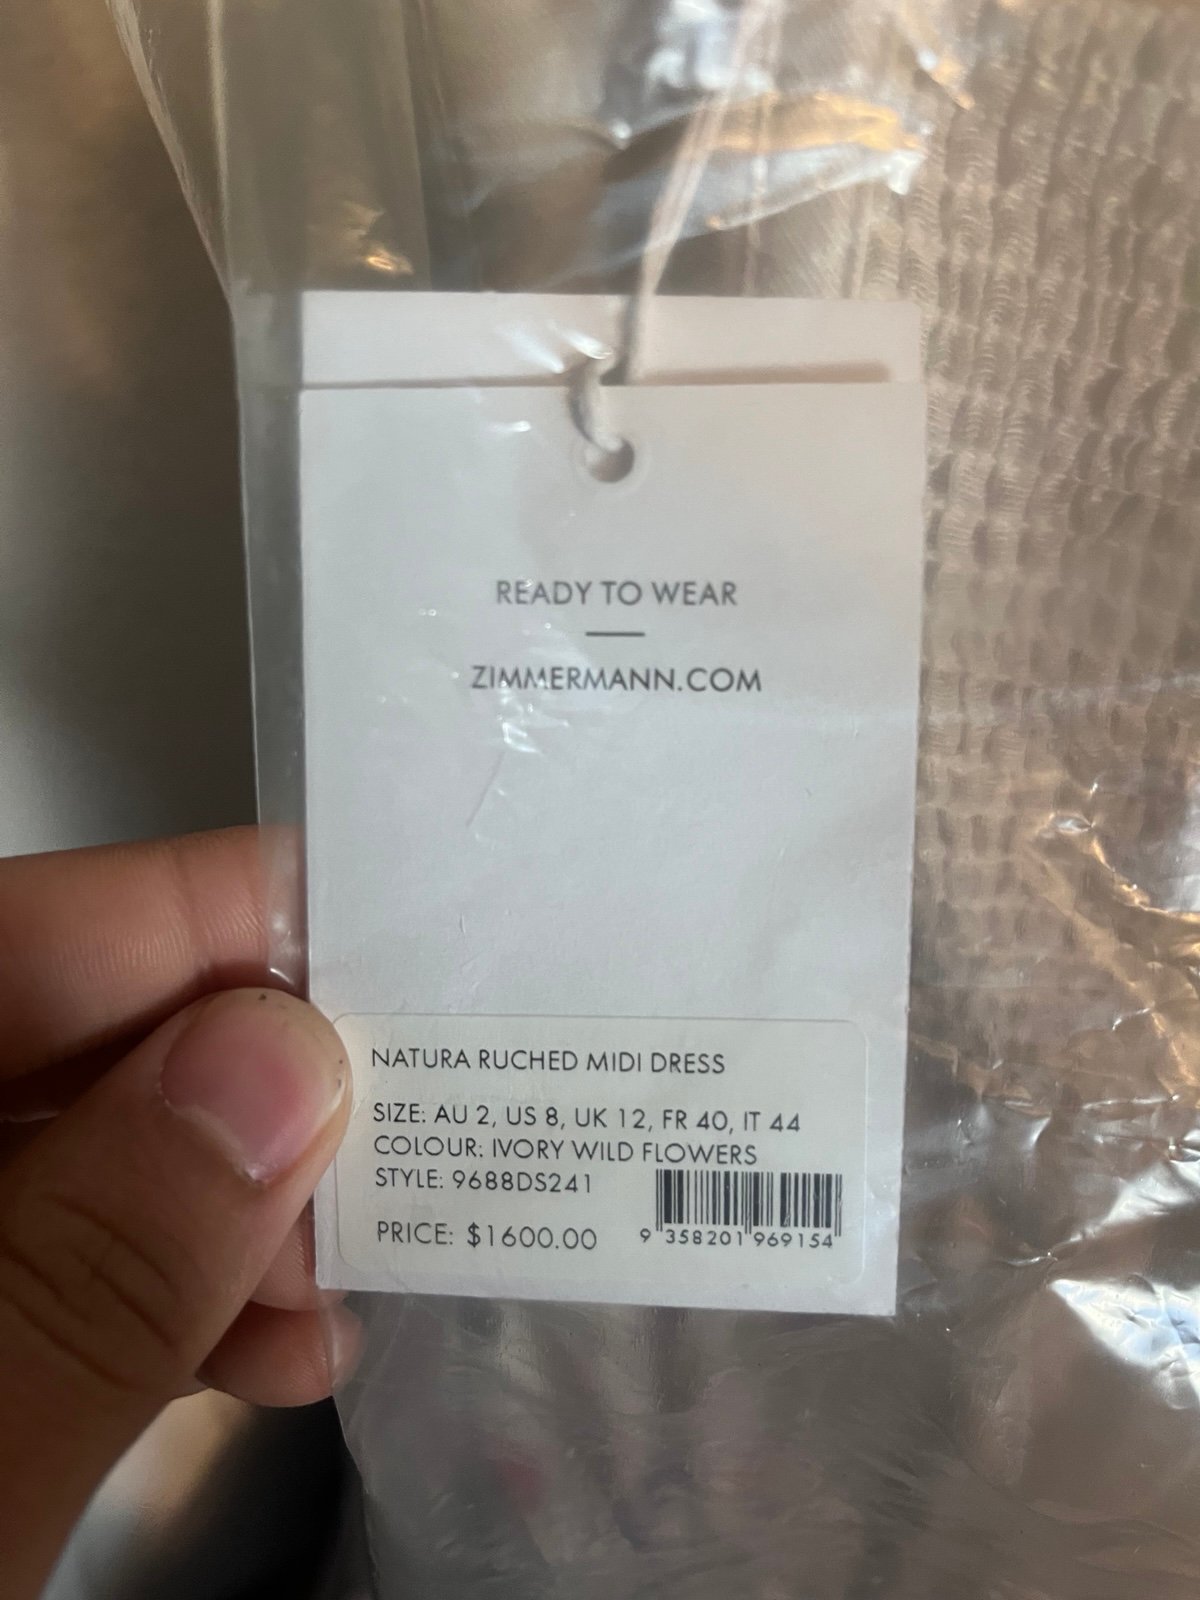 READY TO WEAR
ZIMMERMANN.COM
NATURA RUCHED MIDI DRESS
SIZE: AU 2, US 8, UK 12, FR 40, IT 44
COLOUR: IVORY WILD FLOWERS
STYLE: 9688DS241
PRICE: $1600.00
9 358201 969154